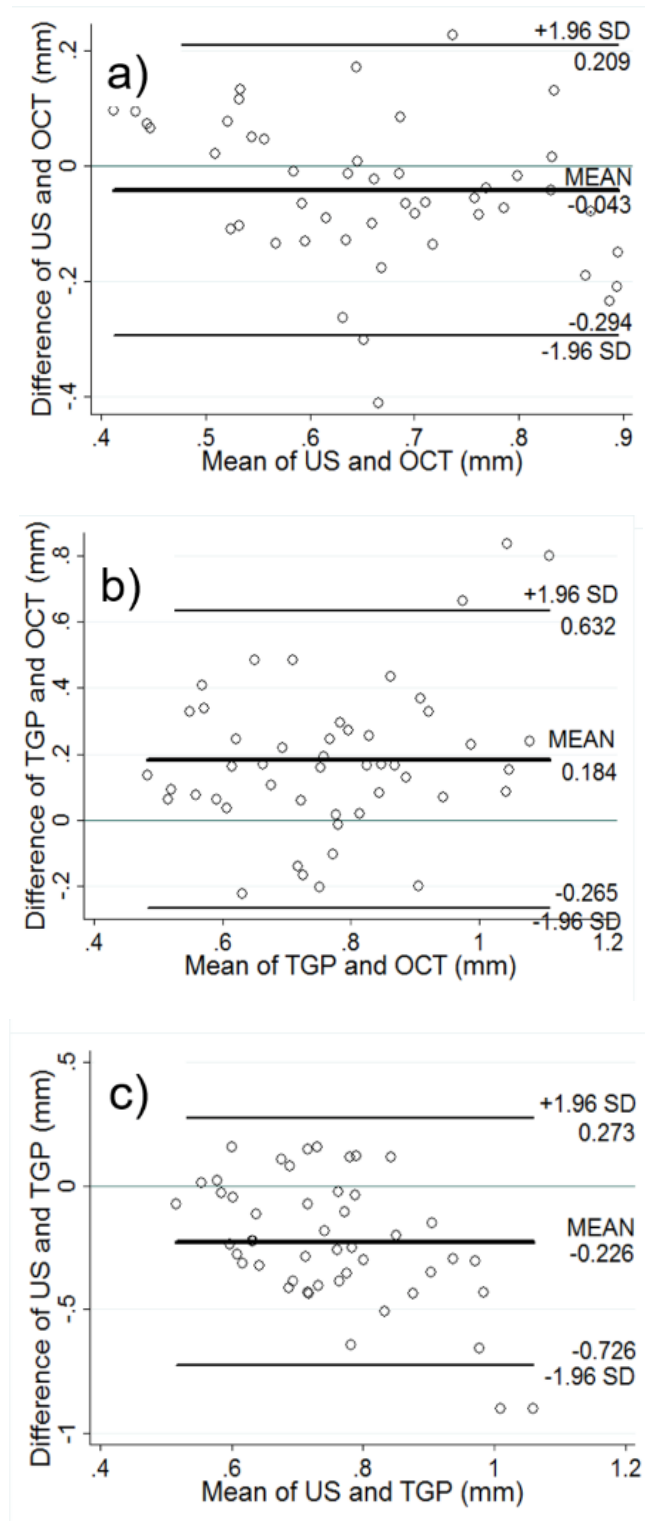 a)
Difference of US and OCT (mm)
.2
0
-.2
-.4
+1.96 SD
0.209
MEAN
-0.043
-0.294
-1.96 SD
.4 .5 .6 .7 .8 .9
Mean of US and OCT (mm)
b)
Difference of TGP and OCT (mm)
.8
.6
.4
.2
0
-.2
+1.96 SD
0.632
MEAN
0.184
-0.265
-1.96 SD
.4 .6 .8 1 1.2
Mean of TGP and OCT (mm)
c)
Difference of US and TGP (mm)
.5
0
-.5
-1
+1.96 SD
0.273
MEAN
-0.226
-0.726
-1.96 SD
.4 .6 .8 1 1.2
Mean of US and TGP (mm)